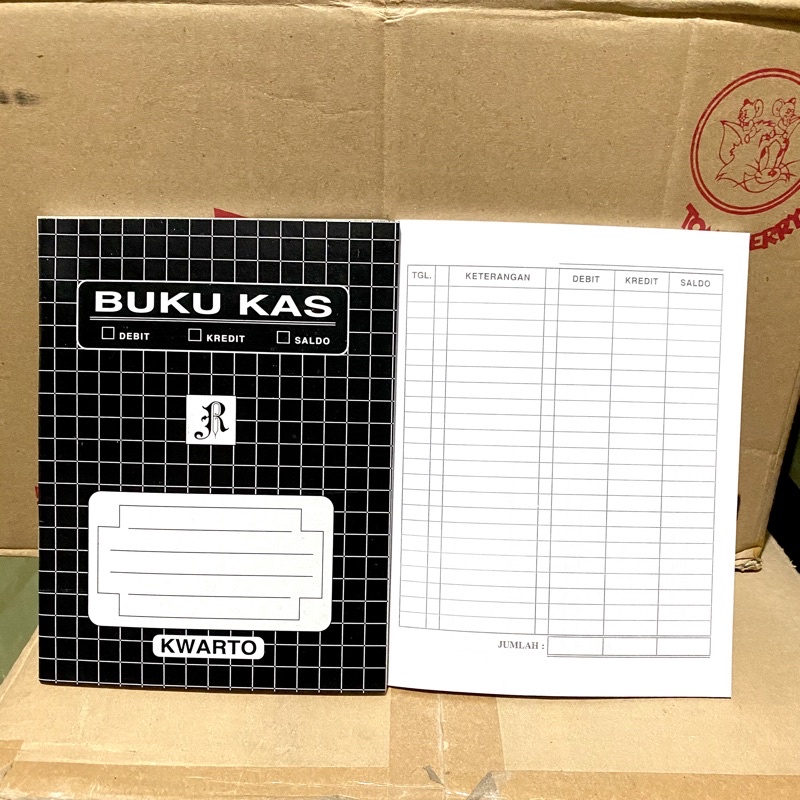 BUKU KAS
DEBIT KREDIT SALDO
R
KWARTO
TGL. KETERANGAN DEBIT KREDIT SALDO
JUMLAH :